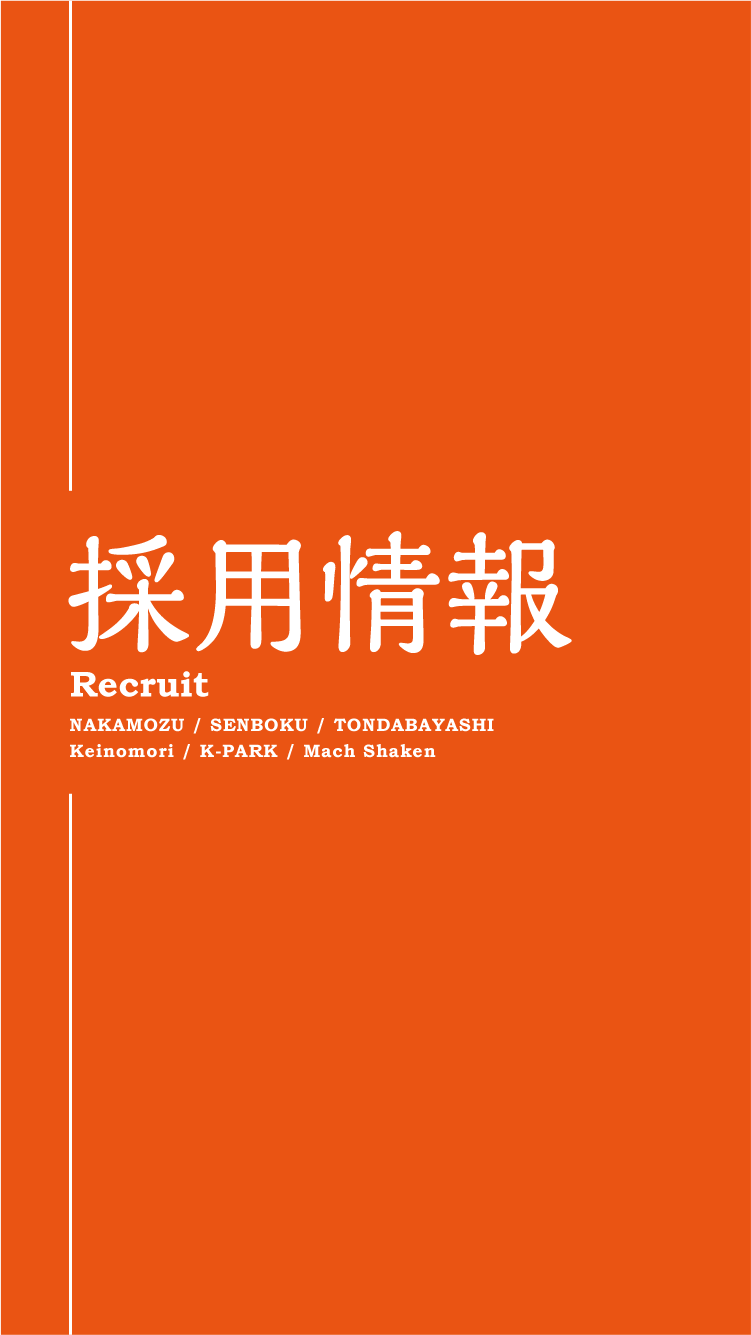 採用情報
Recruit
NAKAMOZU / SENBOKU / TONDABAYASHI
Keinomori / K-PARK / Mach Shaken